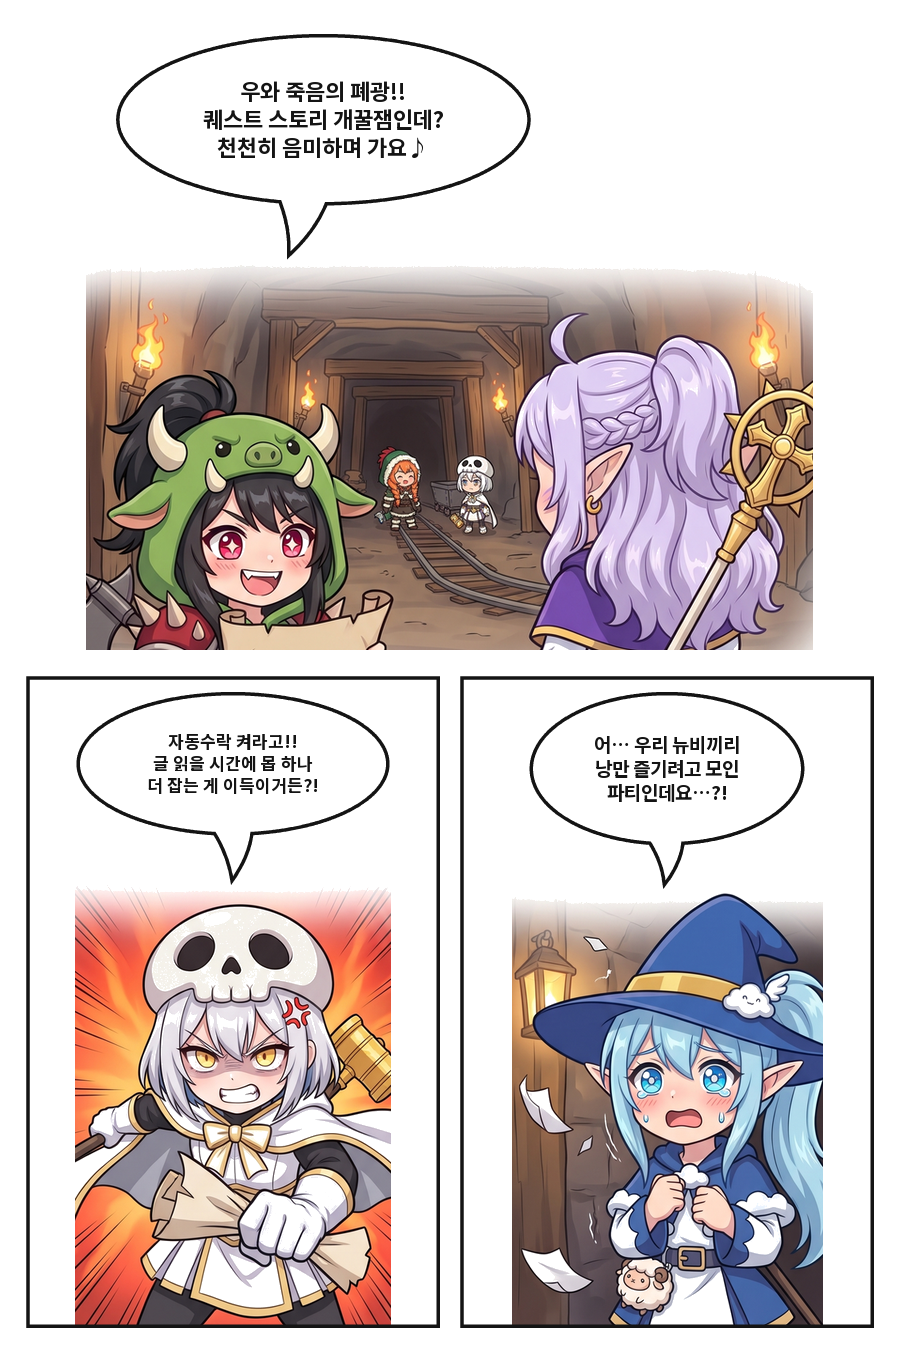 우와 죽음의 폐광!!
퀘스트 스토리 개꿀잼인데?
천천히 음미하며 가요♪
자동수락 켜라고!!
글 읽을 시간에 몹 하나
더 잡는 게 이득이거든?!
어… 우리 뉴비끼리
낭만 즐기려고 모인
파티인데요…?!